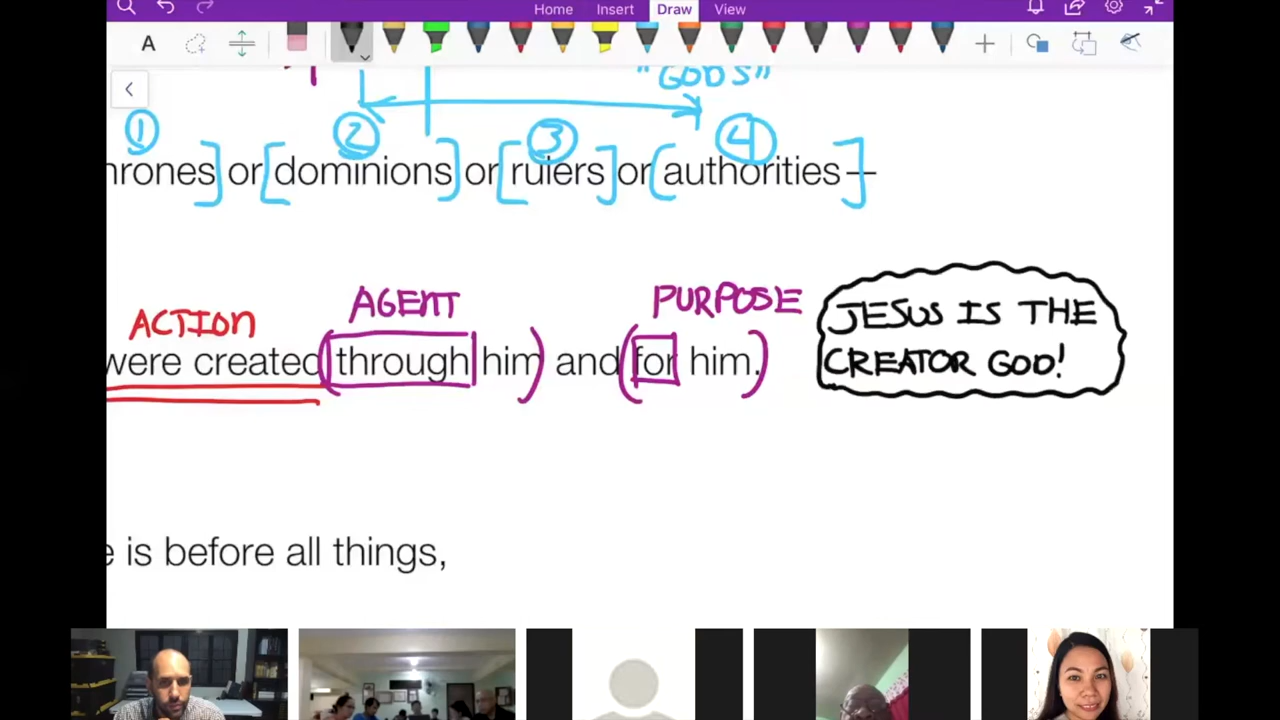 Home Insert Draw View
A
"GODS"
1 2 3 4
hrones] or [dominions] or [rulers] or [authorities]—
AGENT PURPOSE
ACTION
JESUS IS THE
were created (through him) and (for him.)
CREATOR GOD!
e is before all things,